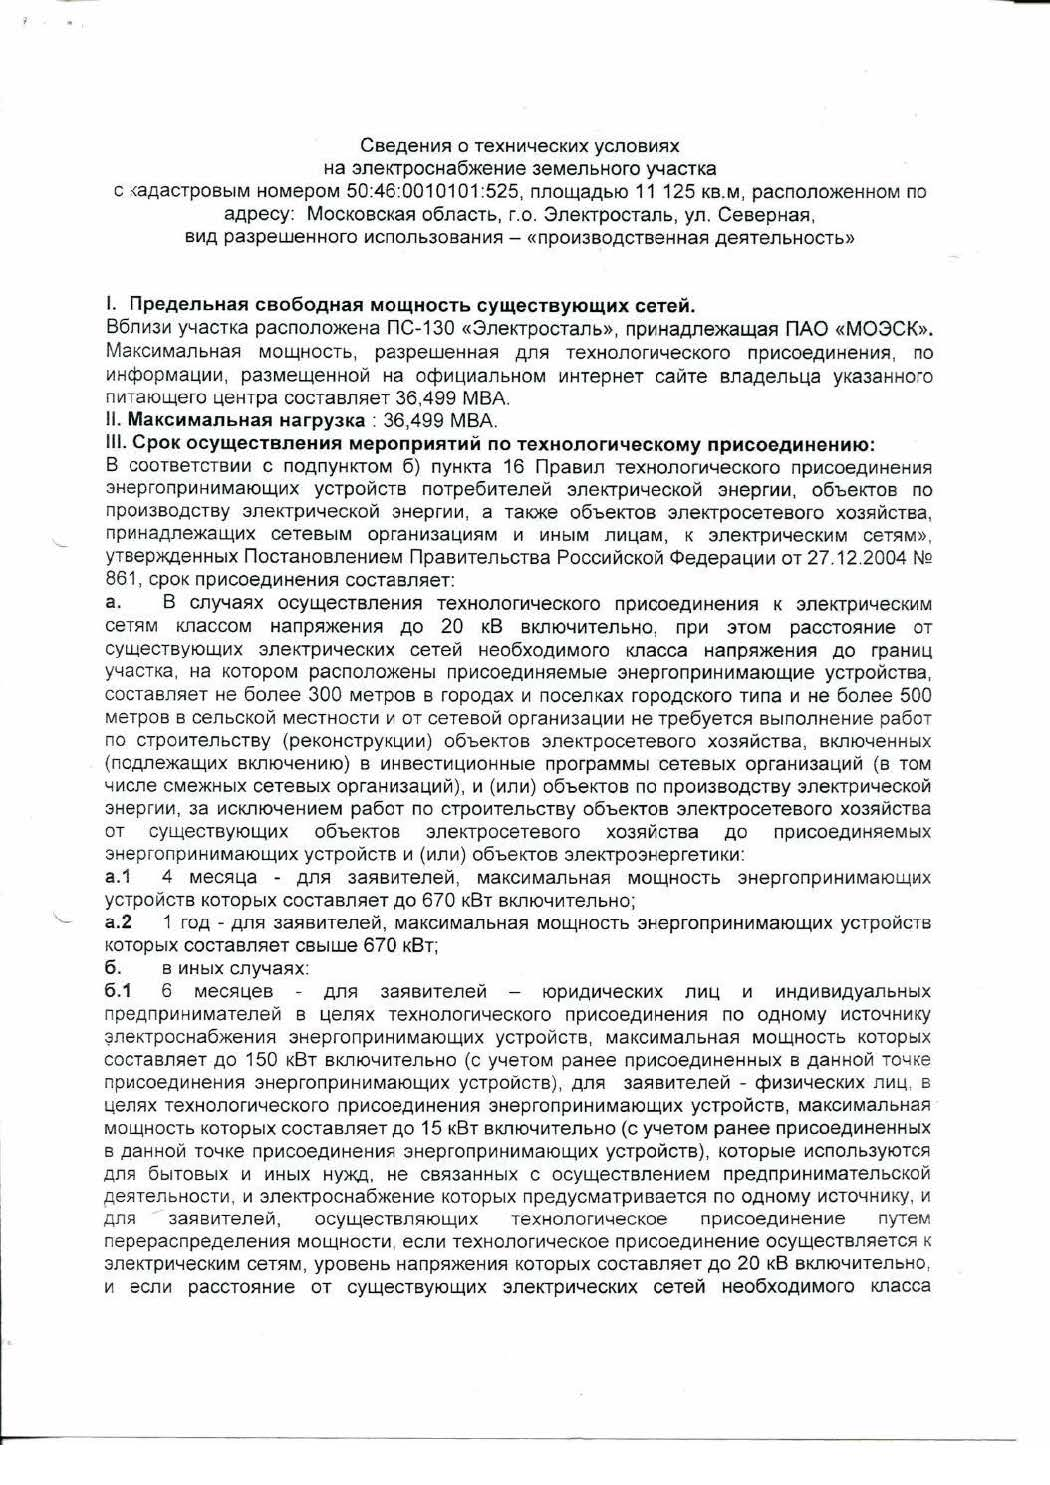 Сведения о технических условиях
на электроснабжение земельного участка
с кадастровым номером 50:46:0010101:525, площадью 11 125 кв.м, расположенном по
адресу: Московская область, г.о. Электросталь, ул. Северная,
вид разрешенного использования – «производственная деятельность»
I. Предельная свободная мощность существующих сетей.
Вблизи участка расположена ПС-130 «Электросталь», принадлежащая ПАО «МОЭСК».
Максимальная мощность, разрешенная для технологического присоединения, по
информации, размещенной на официальном интернет сайте владельца указанного
питающего центра составляет 36,499 МВА.
II. Максимальная нагрузка : 36,499 МВА.
III. Срок осуществления мероприятий по технологическому присоединению:
В соответствии с подпунктом б) пункта 16 Правил технологического присоединения
энергопринимающих устройств потребителей электрической энергии, объектов по
производству электрической энергии, а также объектов электросетевого хозяйства,
принадлежащих сетевым организациям и иным лицам, к электрическим сетям»,
утвержденных Постановлением Правительства Российской Федерации от 27.12.2004 №
861, срок присоединения составляет:
а. В случаях осуществления технологического присоединения к электрическим
сетям классом напряжения до 20 кВ включительно, при этом расстояние от
существующих электрических сетей необходимого класса напряжения до границ
участка, на котором расположены присоединяемые энергопринимающие устройства,
составляет не более 300 метров в городах и поселках городского типа и не более 500
метров в сельской местности и от сетевой организации не требуется выполнение работ
по строительству (реконструкции) объектов электросетевого хозяйства, включенных
(подлежащих включению) в инвестиционные программы сетевых организаций (в том
числе смежных сетевых организаций), и (или) объектов по производству электрической
энергии, за исключением работ по строительству объектов электросетевого хозяйства
от существующих объектов электросетевого хозяйства до присоединяемых
энергопринимающих устройств и (или) объектов электроэнергетики:
а.1 4 месяца - для заявителей, максимальная мощность энергопринимающих
устройств которых составляет до 670 кВт включительно;
а.2 1 год - для заявителей, максимальная мощность энергопринимающих устройств
которых составляет свыше 670 кВт;
б. в иных случаях:
б.1 6 месяцев - для заявителей – юридических лиц и индивидуальных
предпринимателей в целях технологического присоединения по одному источнику
электроснабжения энергопринимающих устройств, максимальная мощность которых
составляет до 150 кВт включительно (с учетом ранее присоединенных в данной точке
присоединения энергопринимающих устройств), для заявителей - физических лиц, в
целях технологического присоединения энергопринимающих устройств, максимальная
мощность которых составляет до 15 кВт включительно (с учетом ранее присоединенных
в данной точке присоединения энергопринимающих устройств), которые используются
для бытовых и иных нужд, не связанных с осуществлением предпринимательской
деятельности, и электроснабжение которых предусматривается по одному источнику, и
для заявителей, осуществляющих технологическое присоединение путем
перераспределения мощности, если технологическое присоединение осуществляется к
электрическим сетям, уровень напряжения которых составляет до 20 кВ включительно,
и если расстояние от существующих электрических сетей необходимого класса